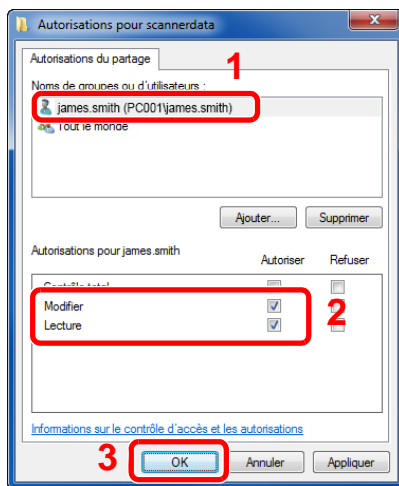 Autorisations pour scannerdata
Autorisations du partage
1
Noms de groupes ou d'utilisateurs :
james.smith (PC001\james.smith)
Tout le monde
Ajouter... Supprimer
Autorisations pour james.smith Autoriser Refuser
Contrôle total
Modifier
Lecture
2
Informations sur le contrôle d'accès et les autorisations
3
OK Annuler Appliquer